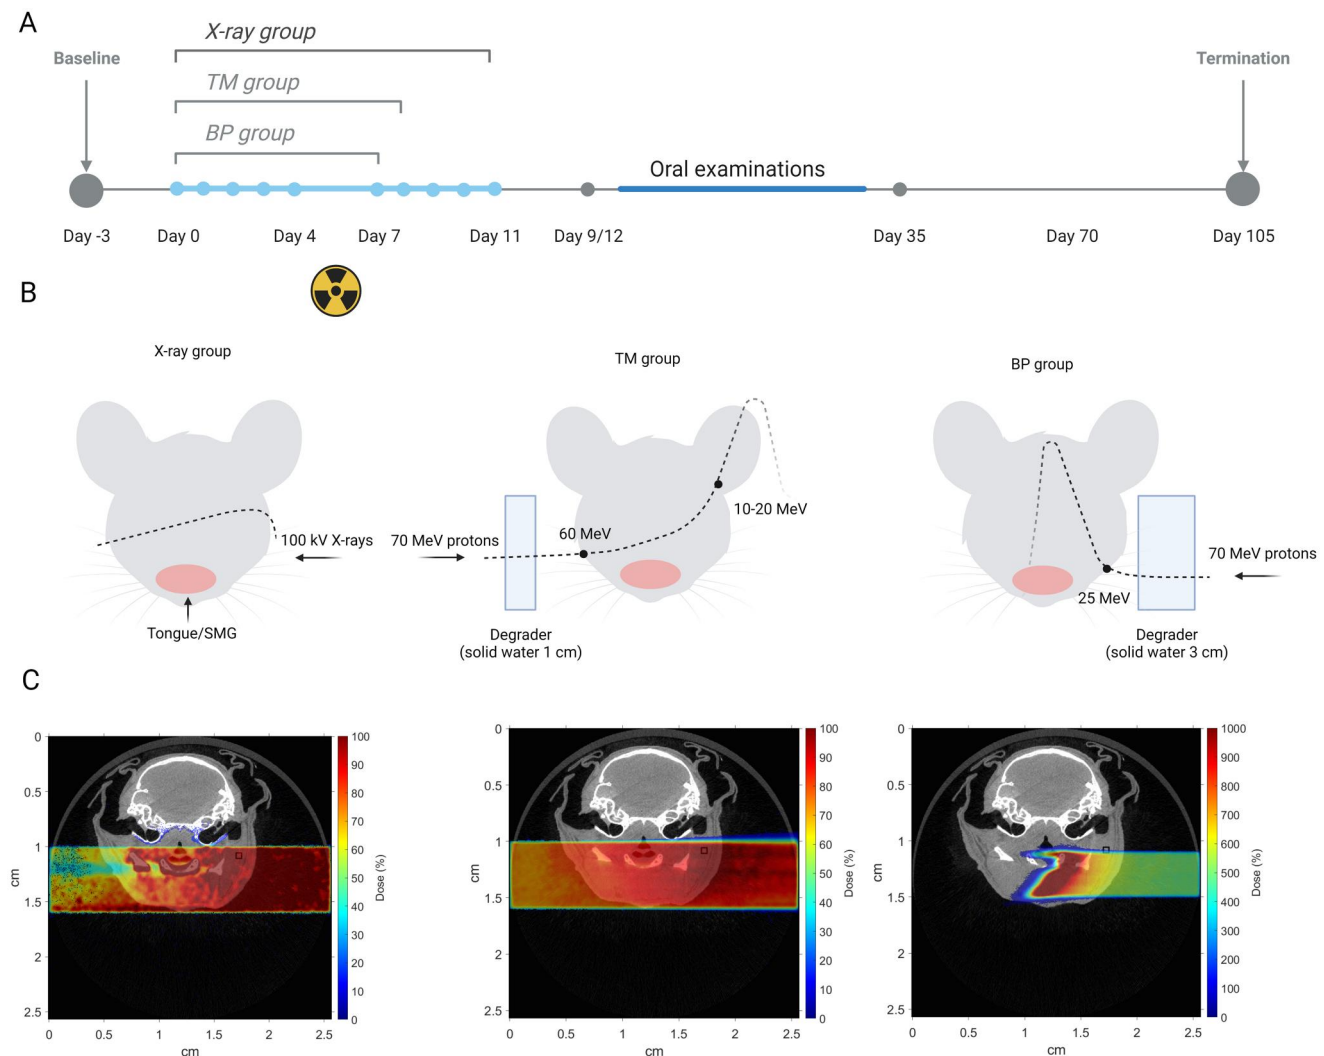 A
X-ray group
Baseline
Termination
TM group
BP group
Oral examinations
Day -3
Day 0
Day 4
Day 7
Day 11
Day 9/12
Day 35
Day 70
Day 105
B
X-ray group
TM group
BP group
100 kV X-rays
Tongue/SMG
70 MeV protons
60 MeV
10-20 MeV
Degrader
(solid water 1 cm)
70 MeV protons
25 MeV
Degrader
(solid water 3 cm)
C
0
0.5
1
1.5
2
2.5
cm
0
0.5
1
1.5
2
2.5
cm
100
90
80
70
60
50
40
30
20
10
0
Dose (%)
0
0.5
1
1.5
2
2.5
cm
0
0.5
1
1.5
2
2.5
cm
100
90
80
70
60
50
40
30
20
10
0
Dose (%)
0
0.5
1
1.5
2
2.5
cm
0
0.5
1
1.5
2
2.5
cm
1000
900
800
700
600
500
400
300
200
100
0
Dose (%)